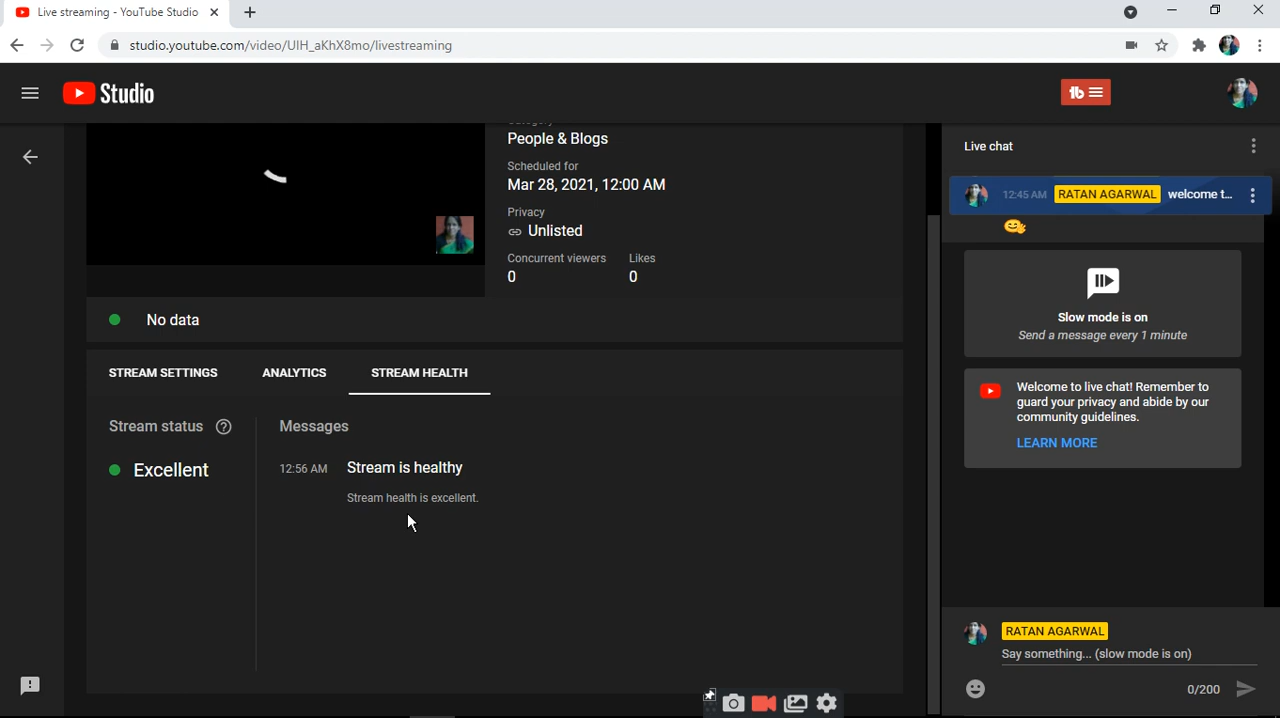 Live streaming - YouTube Studio
studio.youtube.com/video/UIH_aKhX8mo/livestreaming
Studio
People & Blogs
Scheduled for
Mar 28, 2021, 12:00 AM
Privacy
Unlisted
Concurrent viewers Likes
0 0
No data
STREAM SETTINGS ANALYTICS STREAM HEALTH
Stream status Messages
Excellent
12:56 AM Stream is healthy
Stream health is excellent.
Live chat
12:45 AM RATAN AGARWAL welcome t...
Slow mode is on
Send a message every 1 minute
Welcome to live chat! Remember to
guard your privacy and abide by our
community guidelines.
LEARN MORE
RATAN AGARWAL
Say something... (slow mode is on)
0/200